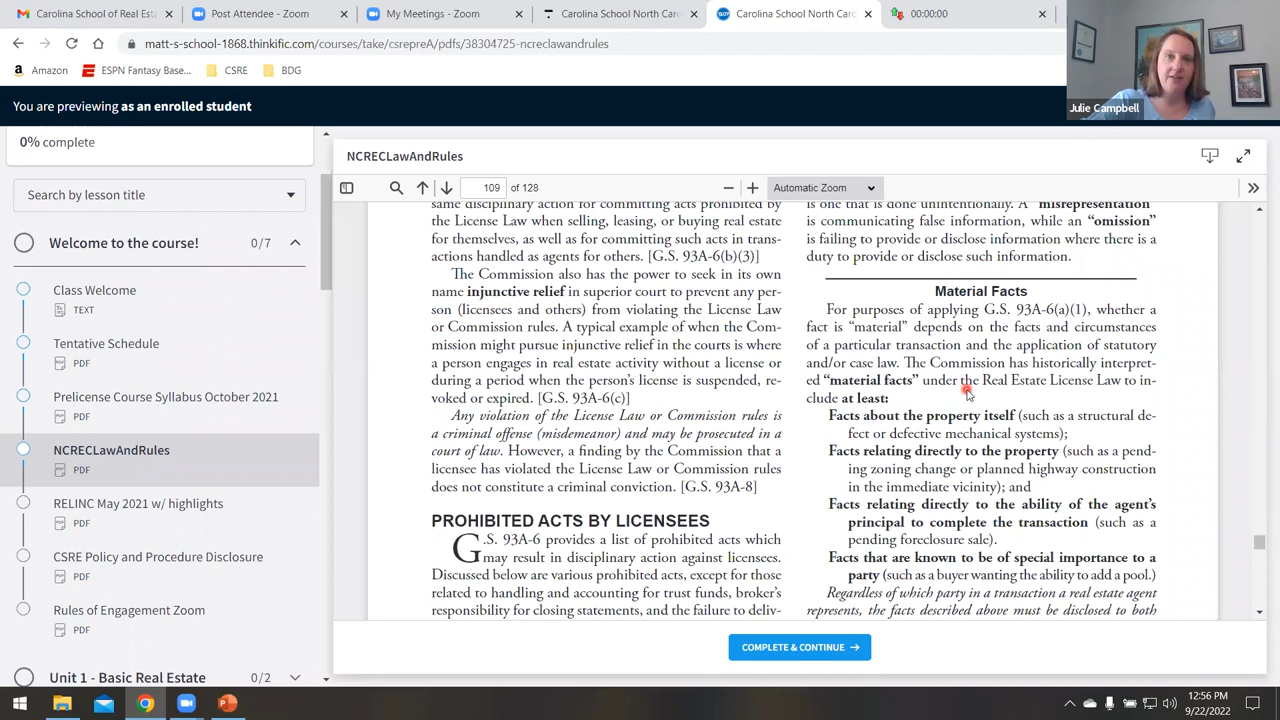 Carolina School of Real Esta
Post Attendee - Zoom
My Meetings - Zoom
Carolina School North Caro
Carolina School North Caro
00:00:00
matt-s-school-1868.thinkific.com/courses/take/csrepreA/pdfs/38304725-ncreclawandrules
Amazon
ESPN Fantasy Base...
CSRE
BDG
Julie Campbell
You are previewing as an enrolled student
0% complete
Search by lesson title
Welcome to the course!
0/7
Class Welcome
TEXT
Tentative Schedule
PDF
Prelicense Course Syllabus October 2021
PDF
NCRECLawAndRules
PDF
RELINC May 2021 w/ highlights
PDF
CSRE Policy and Procedure Disclosure
PDF
Rules of Engagement Zoom
PDF
Unit 1 - Basic Real Estate
0/2
NCRECLawAndRules
109 of 128
Automatic Zoom
same disciplinary action for committing acts prohibited by
the License Law when selling, leasing, or buying real estate
for themselves, as well as for committing such acts in trans-
actions handled as agents for others. [G.S. 93A-6(b)(3)]
The Commission also has the power to seek in its own
name injunctive relief in superior court to prevent any per-
son (licensees and others) from violating the License Law
or Commission rules. A typical example of when the Com-
mission might pursue injunctive relief in the courts is where
a person engages in real estate activity without a license or
during a period when the person's license is suspended, re-
voked or expired. [G.S. 93A-6(c)]
Any violation of the License Law or Commission rules is
a criminal offense (misdemeanor) and may be prosecuted in a
court of law. However, a finding by the Commission that a
licensee has violated the License Law or Commission rules
does not constitute a criminal conviction. [G.S. 93A-8]
PROHIBITED ACTS BY LICENSEES
G.S. 93A-6 provides a list of prohibited acts which
may result in disciplinary action against licensees.
Discussed below are various prohibited acts, except for those
related to handling and accounting for trust funds, broker's
responsibility for closing statements, and the failure to deliv-
is one that is done unintentionally. A "misrepresentation"
is communicating false information, while an "omission"
is failing to provide or disclose information where there is a
duty to provide or disclose such information.
Material Facts
For purposes of applying G.S. 93A-6(a)(1), whether a
fact is "material" depends on the facts and circumstances
of a particular transaction and the application of statutory
and/or case law. The Commission has historically interpret-
ed "material facts" under the Real Estate License Law to in-
clude at least:
Facts about the property itself (such as a structural de-
fect or defective mechanical systems);
Facts relating directly to the property (such as a pend-
ing zoning change or planned highway construction
in the immediate vicinity); and
Facts relating directly to the ability of the agent's
principal to complete the transaction (such as a
pending foreclosure sale).
Facts that are known to be of special importance to a
party (such as a buyer wanting the ability to add a pool.)
Regardless of which party in a transaction a real estate agent
represents, the facts described above must be disclosed to both
COMPLETE & CONTINUE →
12:56 PM
9/22/2022